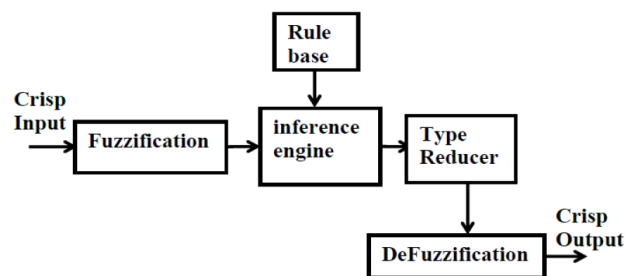 Rule
base
Crisp
Input
Fuzzification
inference
engine
Type
Reducer
DeFuzzification
Crisp
Output